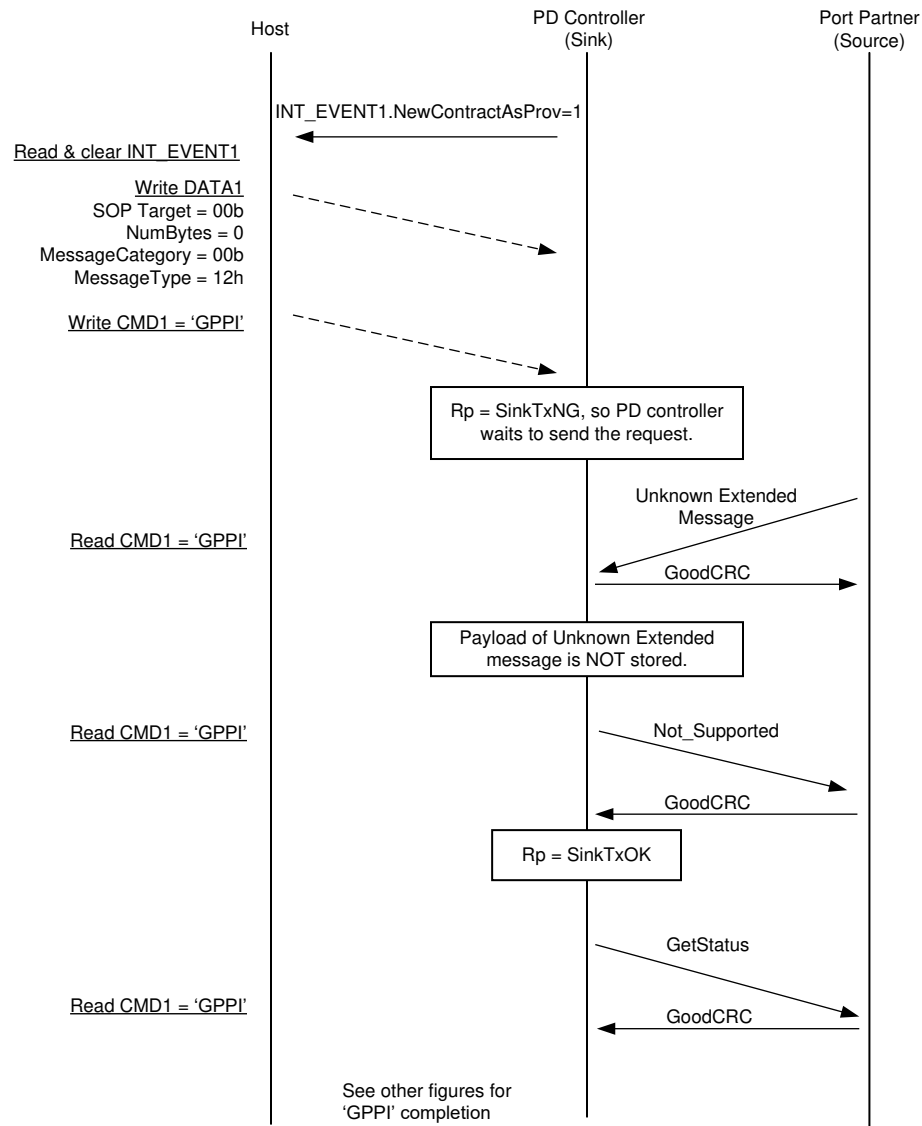 Host
PD Controller
(Sink)
Port Partner
(Source)
INT_EVENT1.NewContractAsProv=1
Read & clear INT_EVENT1
Write DATA1
SOP Target = 00b
NumBytes = 0
MessageCategory = 00b
MessageType = 12h
Write CMD1 = ‘GPPI’
Rp = SinkTxNG, so PD controller
waits to send the request.
Unknown Extended
Message
Read CMD1 = ‘GPPI’
GoodCRC
Payload of Unknown Extended
message is NOT stored.
Read CMD1 = ‘GPPI’
Not_Supported
GoodCRC
Rp = SinkTxOK
GetStatus
Read CMD1 = ‘GPPI’
GoodCRC
See other figures for
‘GPPI’ completion